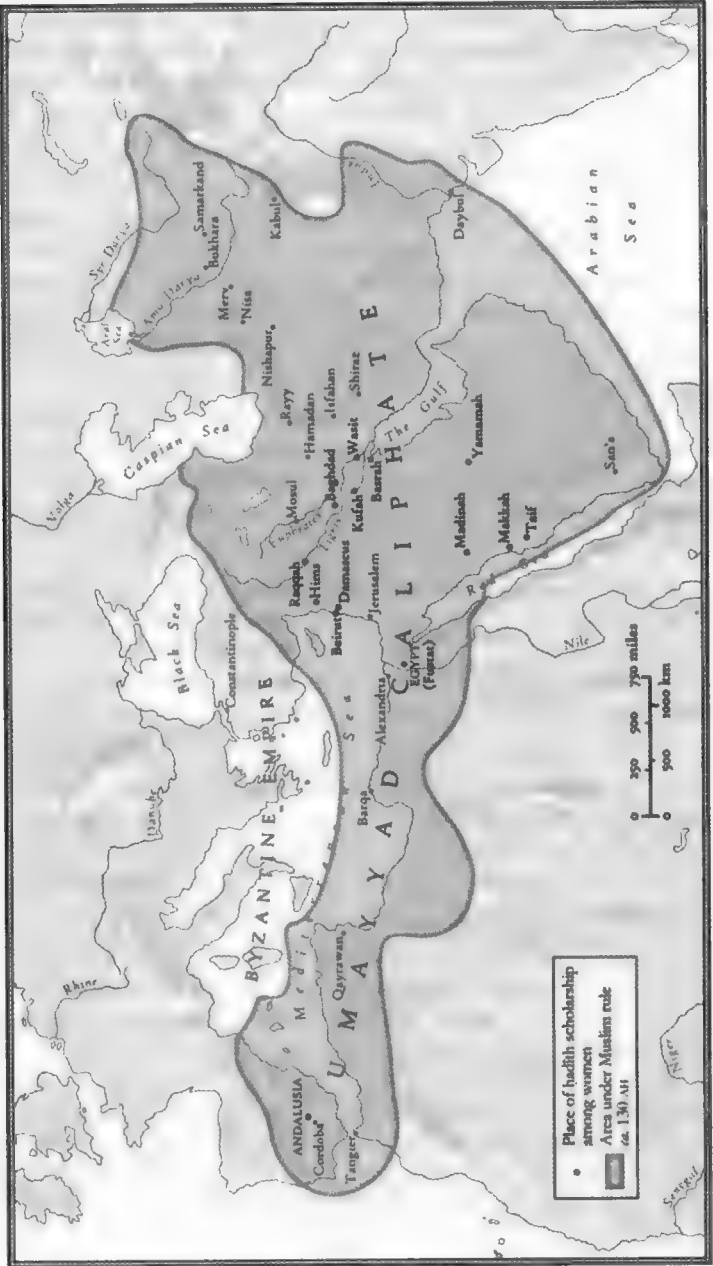 Volga
Rhine
Danube
Aral
Sea
Syr Darya
Amu Darya
Samarkand
Bukhara
Kabul
Merv
Nisa
Nishapur
Caspian Sea
Black Sea
Constantinople
BYZANTINE EMPIRE
Rayy
Hamadan
Isfahan
Shiraz
Mosul
Baghdad
Wasit
Kufah
Basrah
Euphrates
Tigris
The Gulf
Raqqah
Hims
Damascus
Beirut
Jerusalem
Daybul
Arabian
Sea
Yamamah
Madinah
Makkah
Taif
San'a
Red Sea
Nile
EGYPT
(Fustat)
Alexandria
Barqa
Sea
Qayrawan
ANDALUSIA
Cordoba
Tangier
UMAYYAD CALIPHATE
Niger
Senegal
0 250 500 750 miles
0 500 1000 km
Place of hadith scholarship
among women
Area under Muslim rule
ca. 130 AH